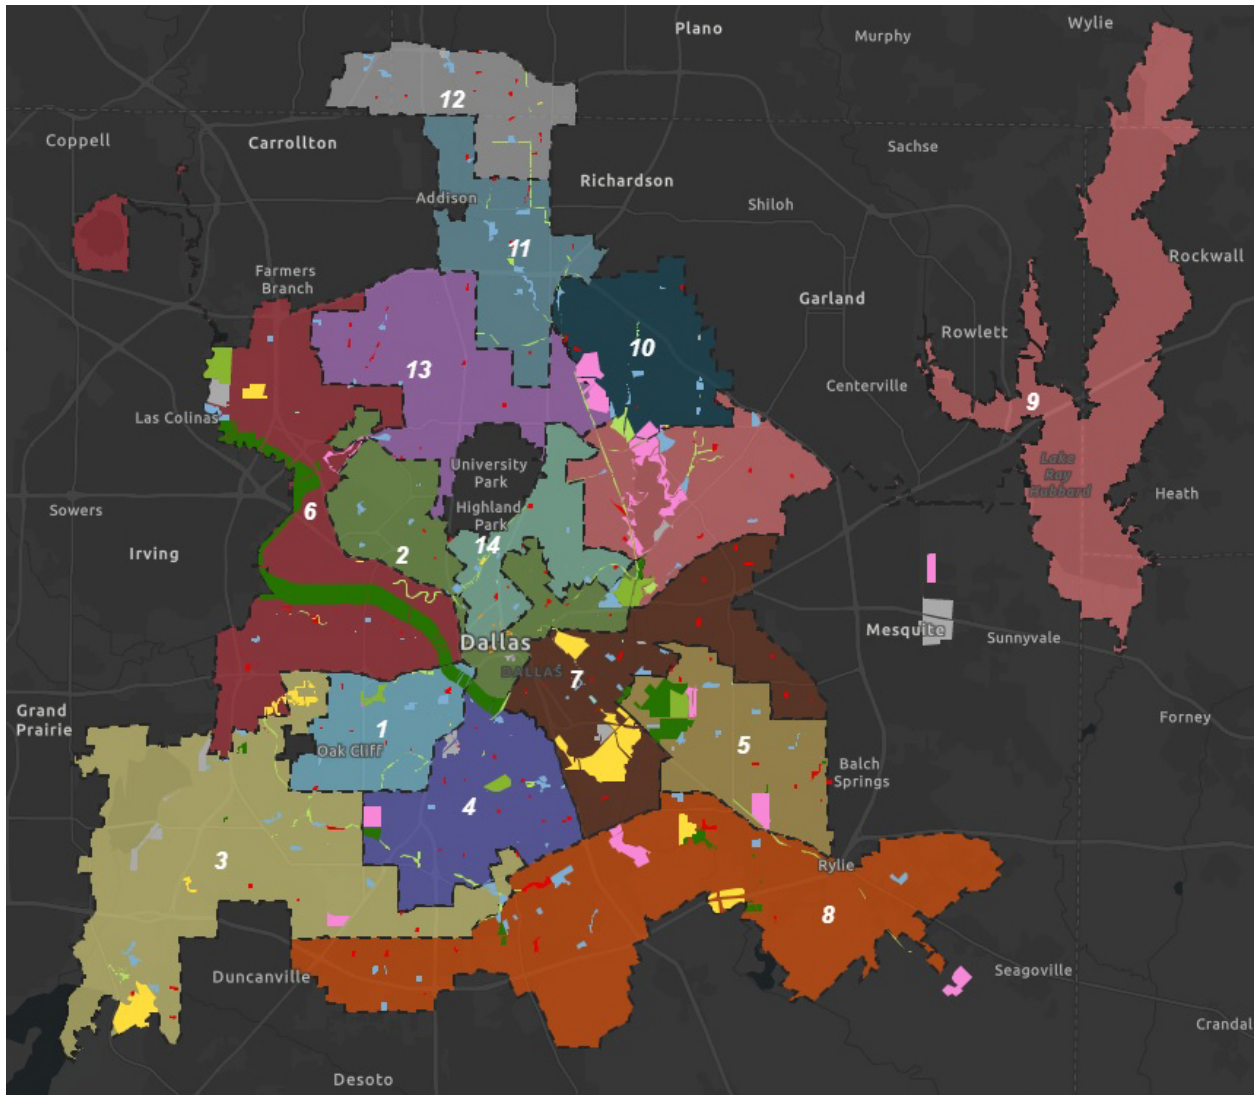 Wylie
Plano
Murphy
12
Coppell
Carrollton
Sachse
Richardson
Addison
Shiloh
11
Rockwall
Farmers
Branch
Garland
Rowlett
10
13
Centerville
9
Las Colinas
University
Park
Lake
Ray
Hubbard
Heath
Highland
Park
Sowers
6
14
Irving
2
Mesquite
Sunnyvale
Dallas
DALLAS
7
Grand
Prairie
Forney
1
Oak Cliff
5
Balch
Springs
4
3
Rylie
8
Duncanville
Seagoville
Crandal
Desoto